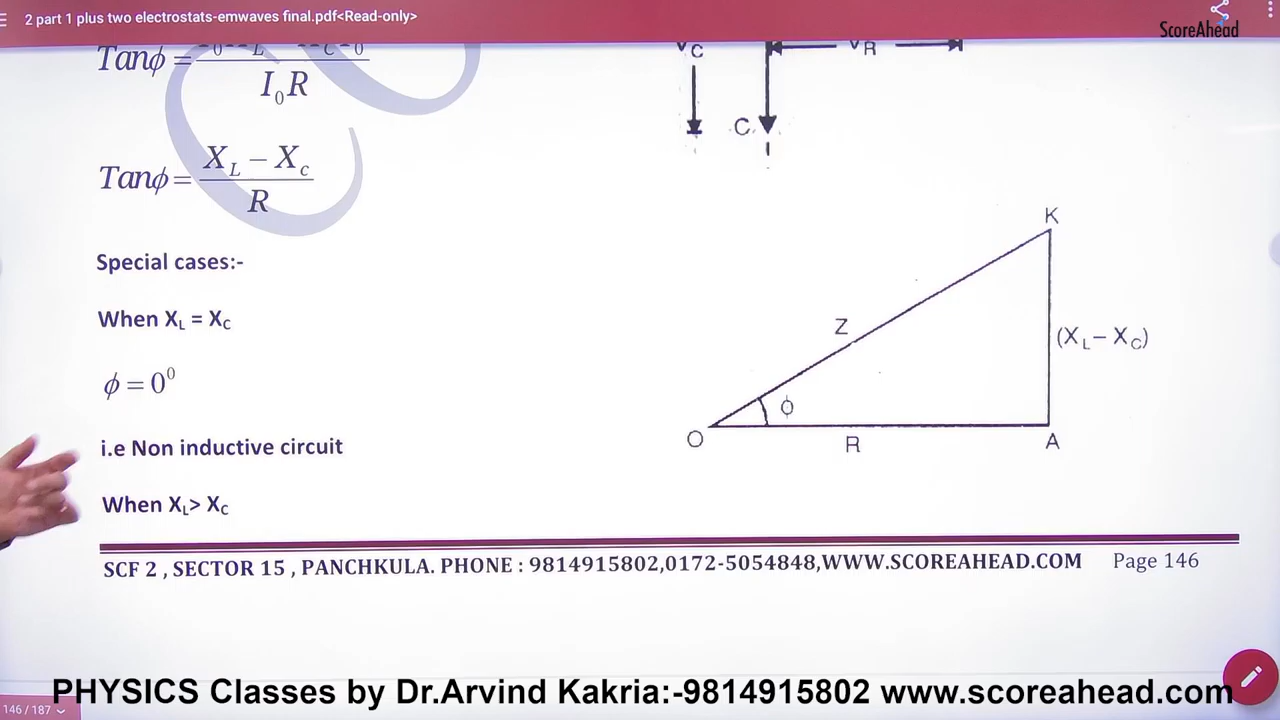 2 part 1 plus two electrostats-emwaves final.pdf<Read-only>
ScoreAhead
Tanϕ =
I₀R
V_C
V_R
C
Tanϕ = (X_L − X_c) / R
Special cases:-
When X_L = X_C
ϕ = 0⁰
i.e Non inductive circuit
When X_L> X_C
K
Z
(X_L − X_C)
ϕ
O
R
A
SCF 2 , SECTOR 15 , PANCHKULA. PHONE : 9814915802,0172-5054848,WWW.SCOREAHEAD.COM Page 146
PHYSICS Classes by Dr.Arvind Kakria:-9814915802 www.scoreahead.com
146 / 187